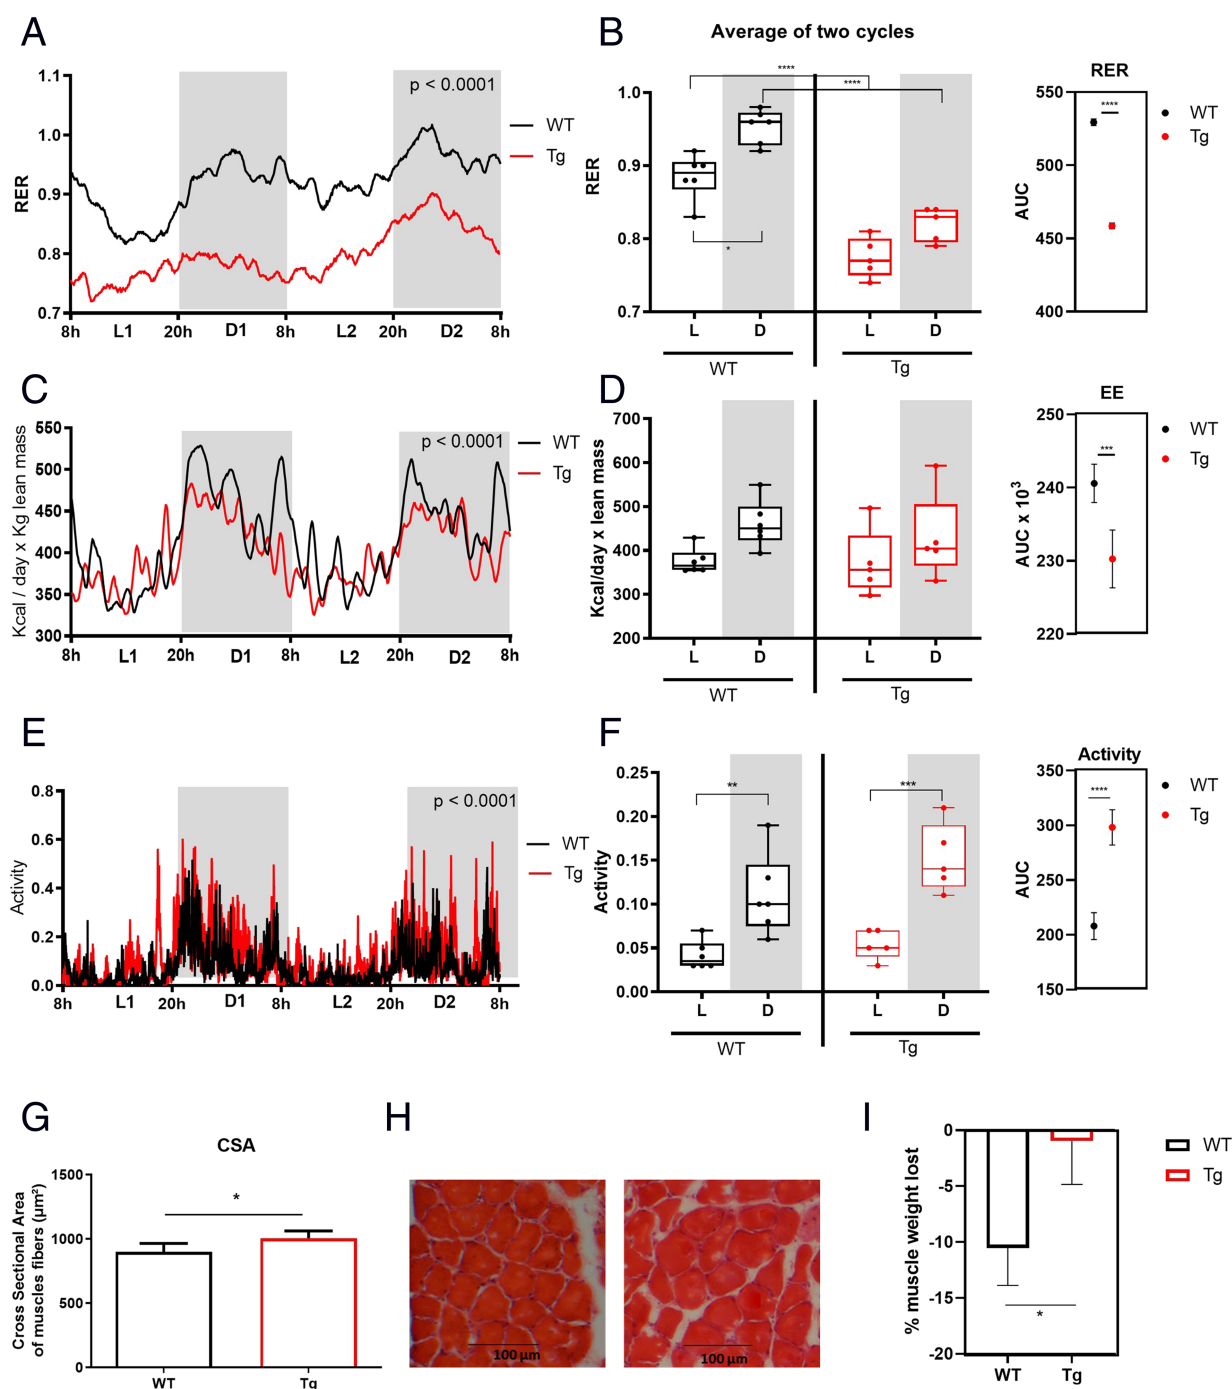 A
1.1
1.0
0.9
0.8
0.7
RER
p < 0.0001
WT
Tg
8h
L1
20h
D1
8h
L2
20h
D2
8h
B
Average of two cycles
1.0
0.9
0.8
0.7
RER
****
****
*
L
D
L
D
WT
Tg
RER
550
500
450
400
AUC
****
WT
Tg
C
550
500
450
400
350
300
Kcal / day x Kg lean mass
p < 0.0001
WT
Tg
8h
L1
20h
D1
8h
L2
20h
D2
8h
D
700
600
500
400
300
200
Kcal/day x lean mass
L
D
L
D
WT
Tg
EE
250
240
230
220
AUC x 10³
***
WT
Tg
E
0.8
0.6
0.4
0.2
0.0
Activity
p < 0.0001
WT
Tg
8h
L1
20h
D1
8h
L2
20h
D2
8h
F
0.25
0.20
0.15
0.10
0.05
0.00
Activity
**
***
L
D
L
D
WT
Tg
Activity
350
300
250
200
150
AUC
****
WT
Tg
G
CSA
1500
1000
500
0
Cross Sectional Area
of muscles fibers (µm²)
*
WT
Tg
H
100 µm
100 µm
I
0
-5
-10
-15
-20
% muscle weight lost
*
WT
Tg
WT
Tg